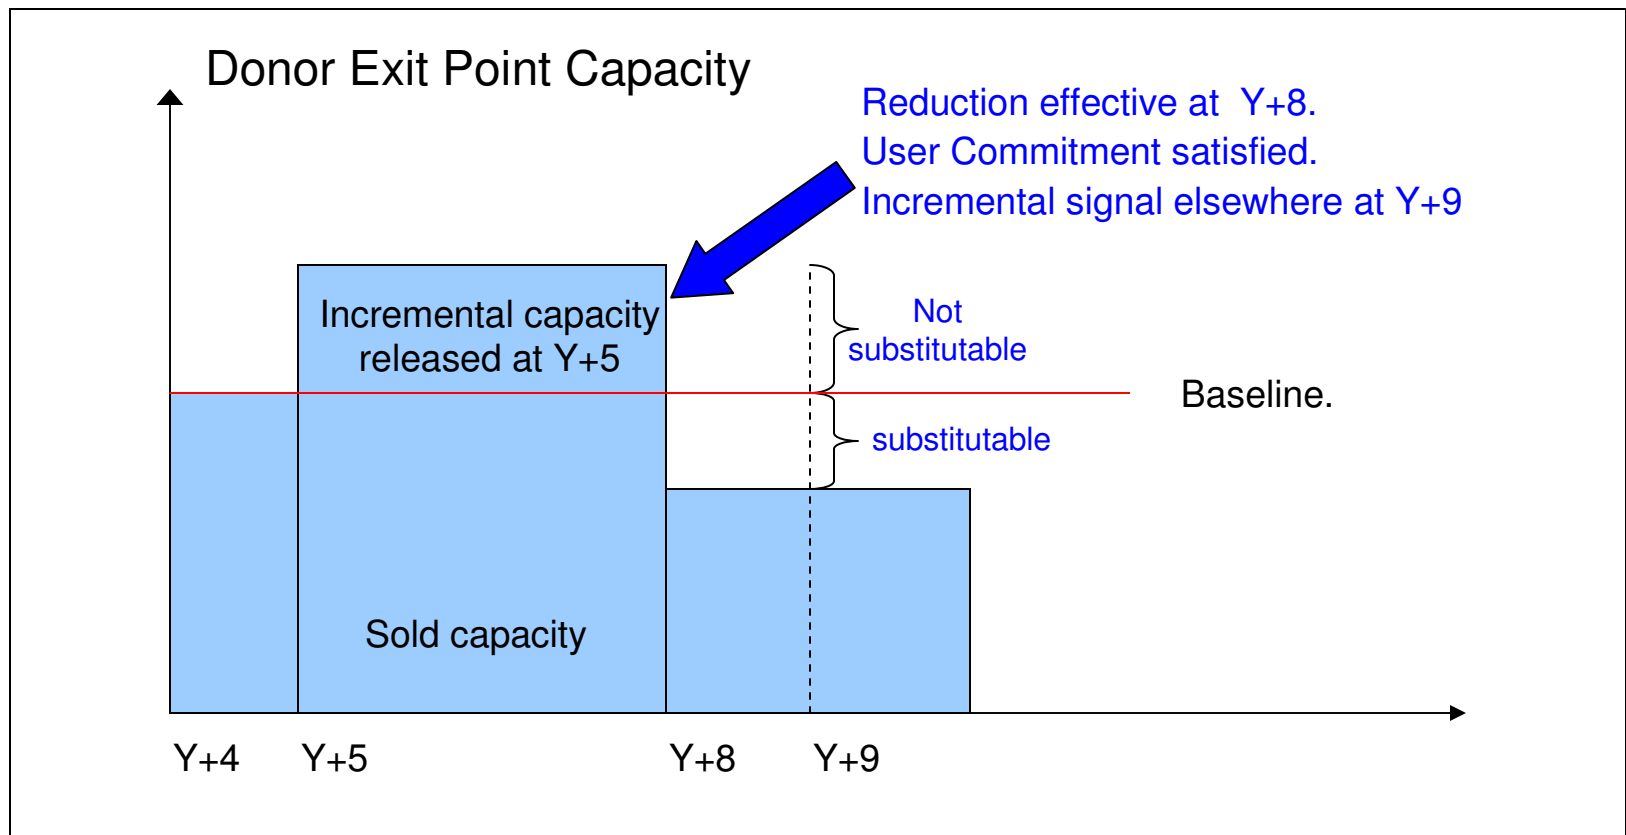 Donor Exit Point Capacity
Reduction effective at Y+8.
User Commitment satisfied.
Incremental signal elsewhere at Y+9
Incremental capacity
released at Y+5
Not
substitutable
Baseline.
substitutable
Sold capacity
Y+4
Y+5
Y+8
Y+9